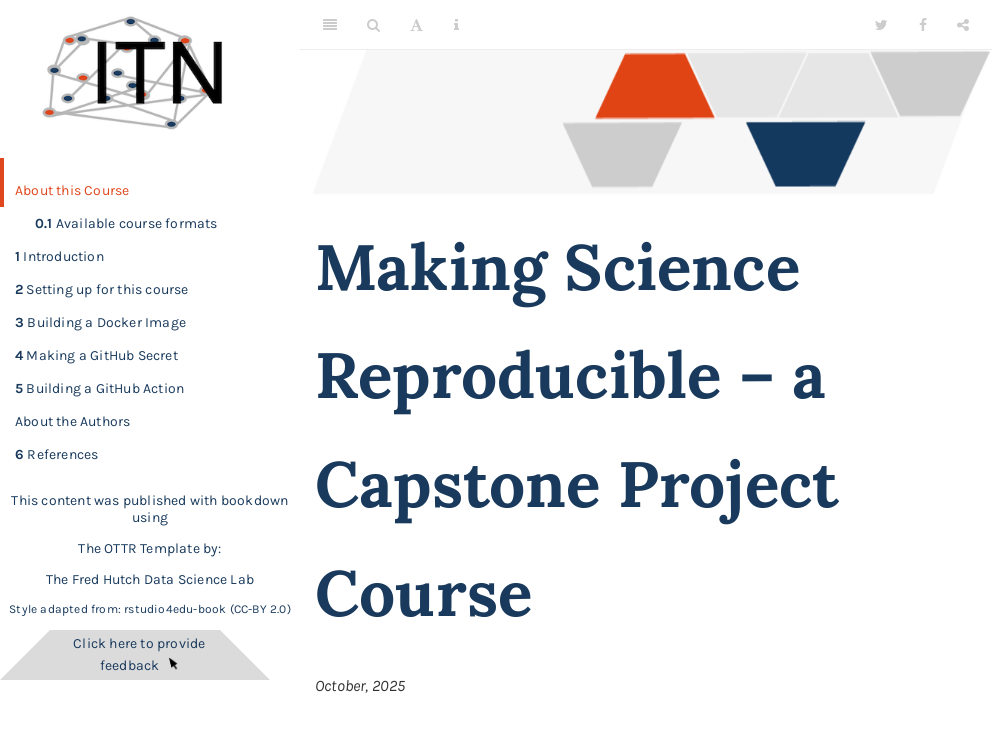 ITN
About this Course
0.1 Available course formats
1 Introduction
2 Setting up for this course
3 Building a Docker Image
4 Making a GitHub Secret
5 Building a GitHub Action
About the Authors
6 References
This content was published with bookdown
using
The OTTR Template by:
The Fred Hutch Data Science Lab
Style adapted from: rstudio4edu-book (CC-BY 2.0)
Click here to provide
feedback
Making Science
Reproducible – a
Capstone Project
Course
October, 2025